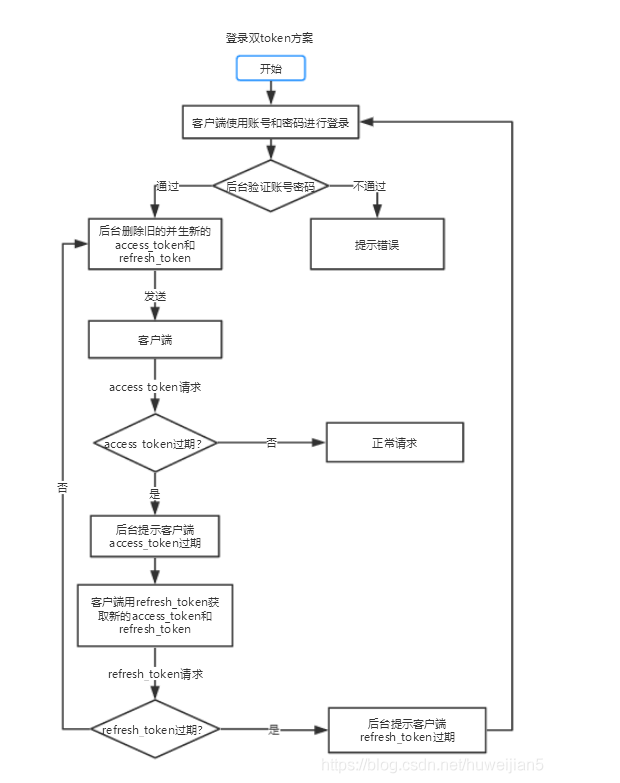 登录双token方案
开始
客户端使用账号和密码进行登录
后台验证账号密码
通过
不通过
后台删除旧的并生新的
access_token和
refresh_token
提示错误
发送
客户端
access token请求
access token过期?
否
正常请求
是
否
后台提示客户端
access_token过期
客户端用refresh_token获
取新的access_token和
refresh_token
refresh_token请求
refresh_token过期?
是
后台提示客户端
refresh_token过期
https://blog.csdn.net/huweijian5